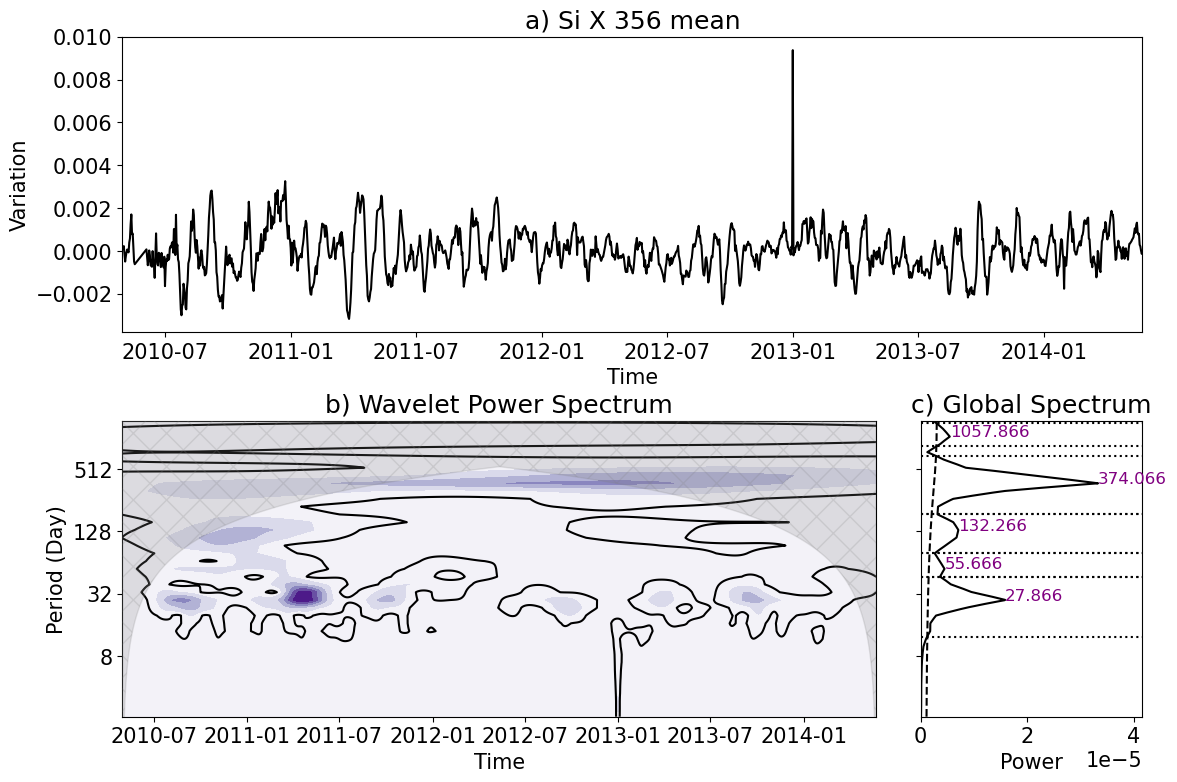 a) Si X 356 mean
0.010
0.008
0.006
0.004
0.002
0.000
−0.002
Variation
2010-07 2011-01 2011-07 2012-01 2012-07 2013-01 2013-07 2014-01
Time
b) Wavelet Power Spectrum
512
128
32
8
Period (Day)
2010-07 2011-01 2011-07 2012-01 2012-07 2013-01 2013-07 2014-01
Time
c) Global Spectrum
1057.866
374.066
132.266
55.666
27.866
0 2 4
Power 1e−5